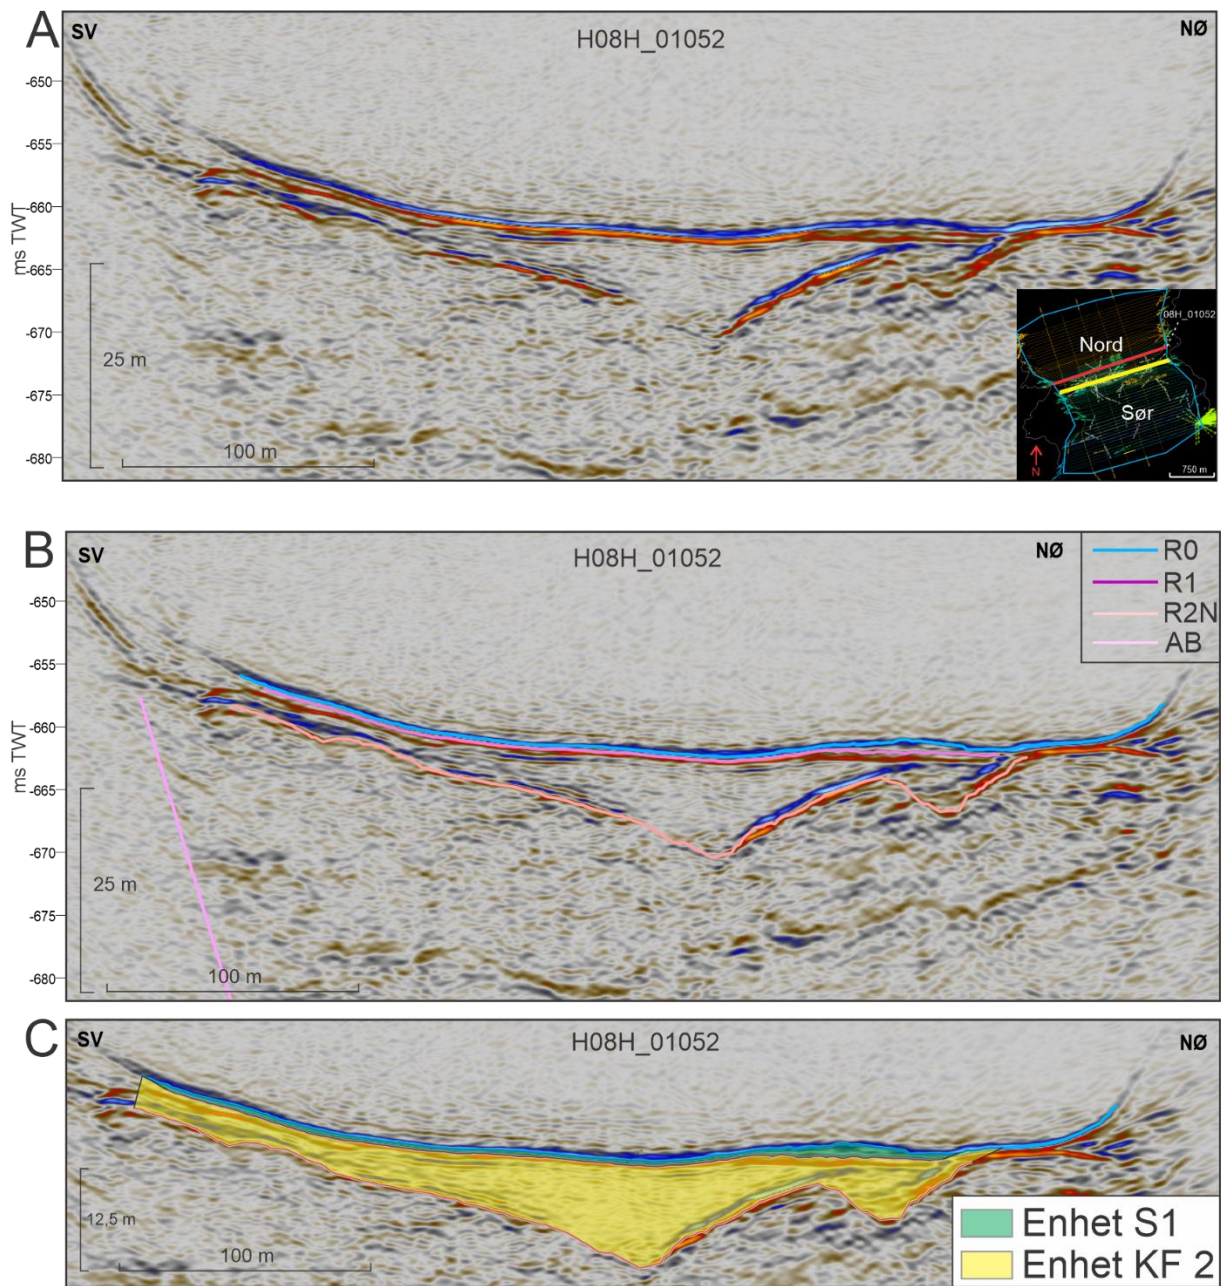 A
SV
H08H_01052
NØ
-650
-655
-660
-665
-670
-675
-680
ms TWT
25 m
100 m
08H_01052
Nord
Sør
N
750 m
B
SV
H08H_01052
NØ
R0
R1
R2N
AB
-650
-655
-660
-665
-670
-675
-680
ms TWT
25 m
100 m
C
SV
H08H_01052
NØ
12,5 m
100 m
Enhet S1
Enhet KF 2